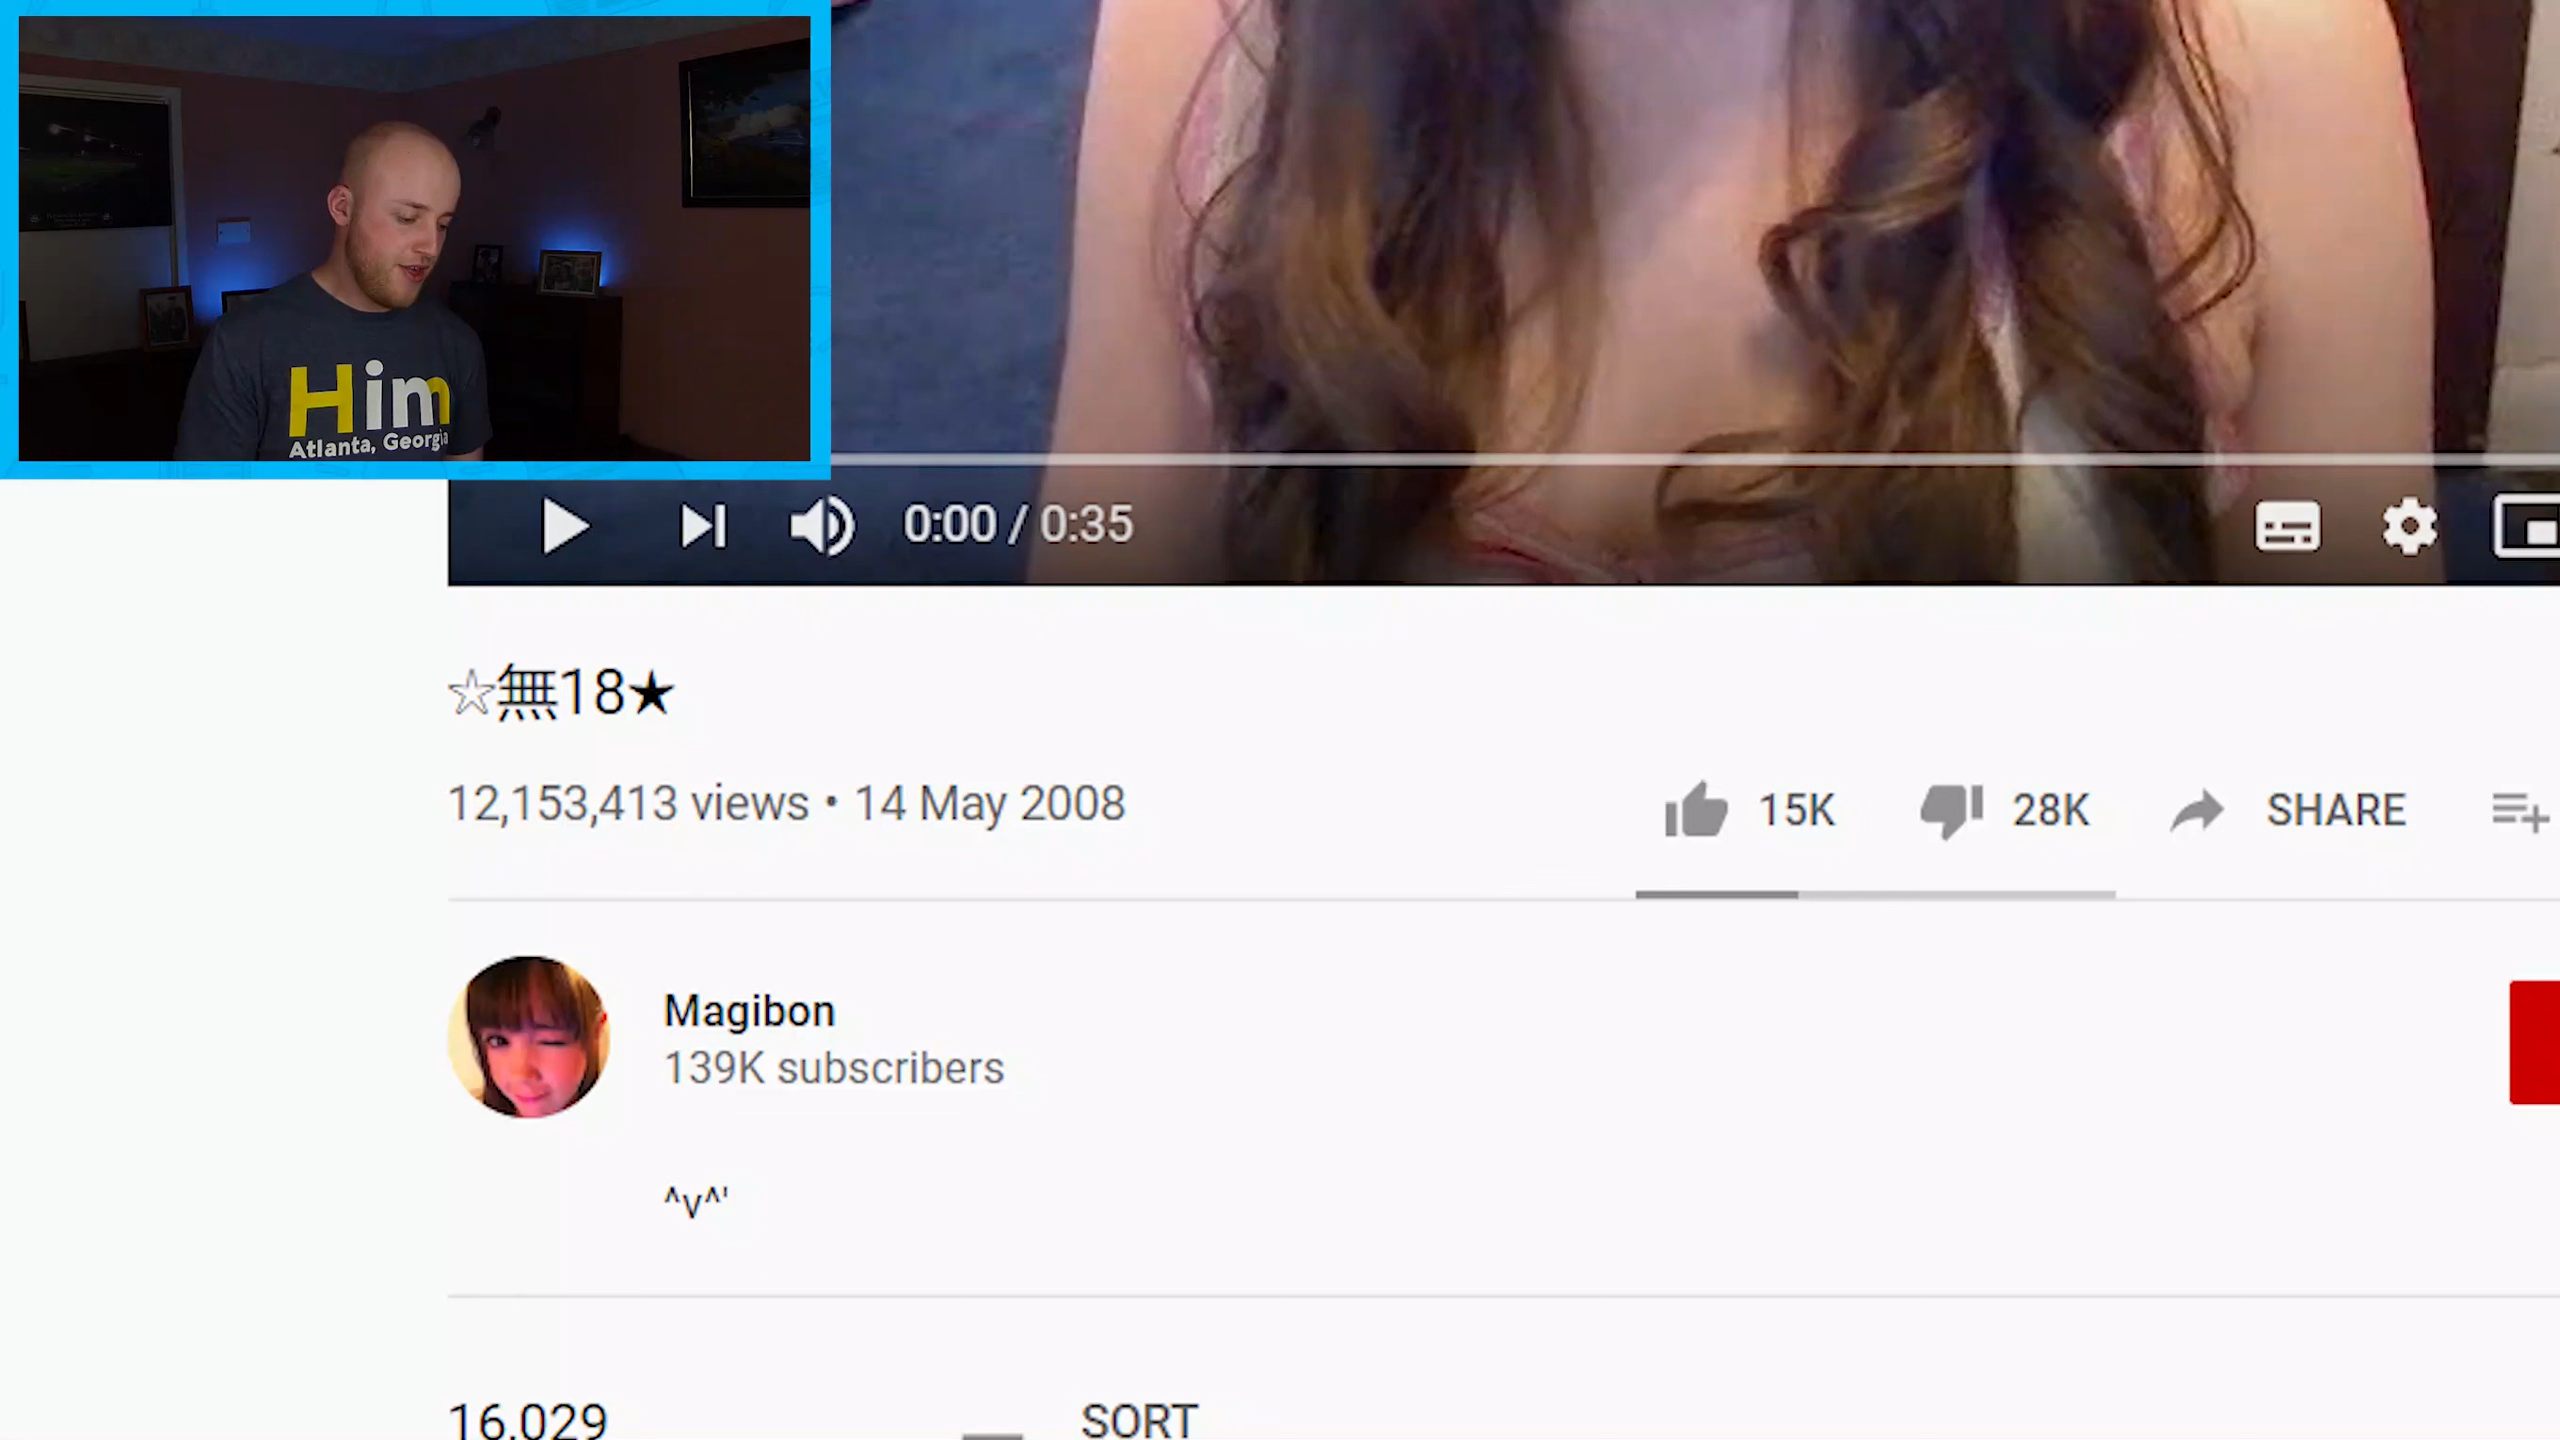 Him
Atlanta, Georgia
0:00 / 0:35
☆無18★
12,153,413 views • 14 May 2008
15K
28K
SHARE
Magibon
139K subscribers
^v^'
16,029
SORT